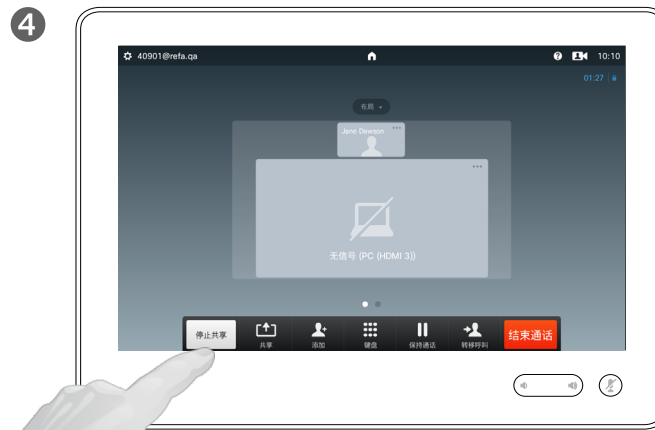 4
40901@refa.qa
10:10
01:27
布局
Jane Dawson
无信号 (PC (HDMI 3))
停止共享
共享
添加
键盘
保持通话
转移呼叫
结束通话